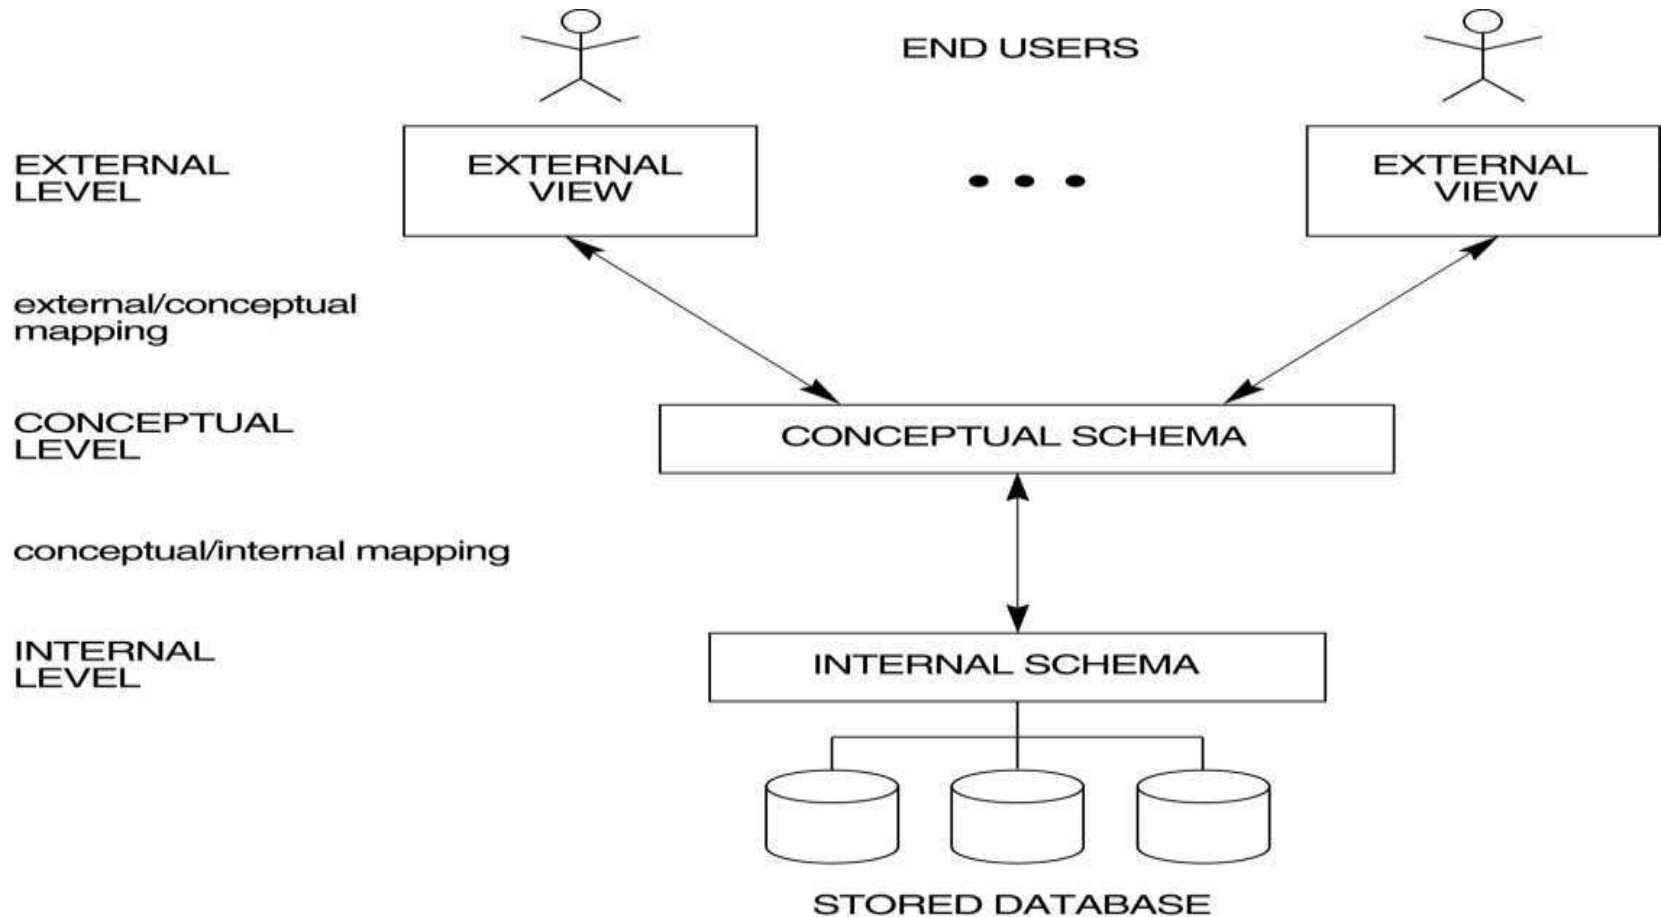 END USERS
EXTERNAL
LEVEL
EXTERNAL
VIEW
EXTERNAL
VIEW
external/conceptual
mapping
CONCEPTUAL
LEVEL
CONCEPTUAL SCHEMA
conceptual/internal mapping
INTERNAL
LEVEL
INTERNAL SCHEMA
STORED DATABASE